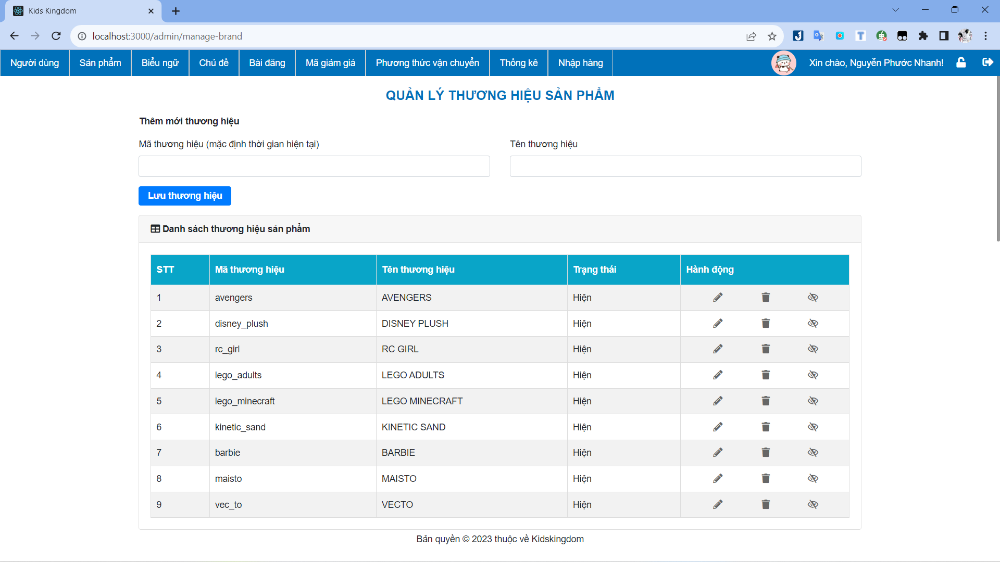 Kids Kingdom
localhost:3000/admin/manage-brand
Người dùng Sản phẩm Biểu ngữ Chủ đề Bài đăng Mã giảm giá Phương thức vận chuyển Thống kê Nhập hàng Xin chào, Nguyễn Phước Nhanh!
QUẢN LÝ THƯƠNG HIỆU SẢN PHẨM
Thêm mới thương hiệu
Mã thương hiệu (mặc định thời gian hiện tại) Tên thương hiệu
Lưu thương hiệu
Danh sách thương hiệu sản phẩm
STT Mã thương hiệu Tên thương hiệu Trạng thái Hành động
1 avengers AVENGERS Hiện
2 disney_plush DISNEY PLUSH Hiện
3 rc_girl RC GIRL Hiện
4 lego_adults LEGO ADULTS Hiện
5 lego_minecraft LEGO MINECRAFT Hiện
6 kinetic_sand KINETIC SAND Hiện
7 barbie BARBIE Hiện
8 maisto MAISTO Hiện
9 vec_to VECTO Hiện
Bản quyền © 2023 thuộc về Kidskingdom